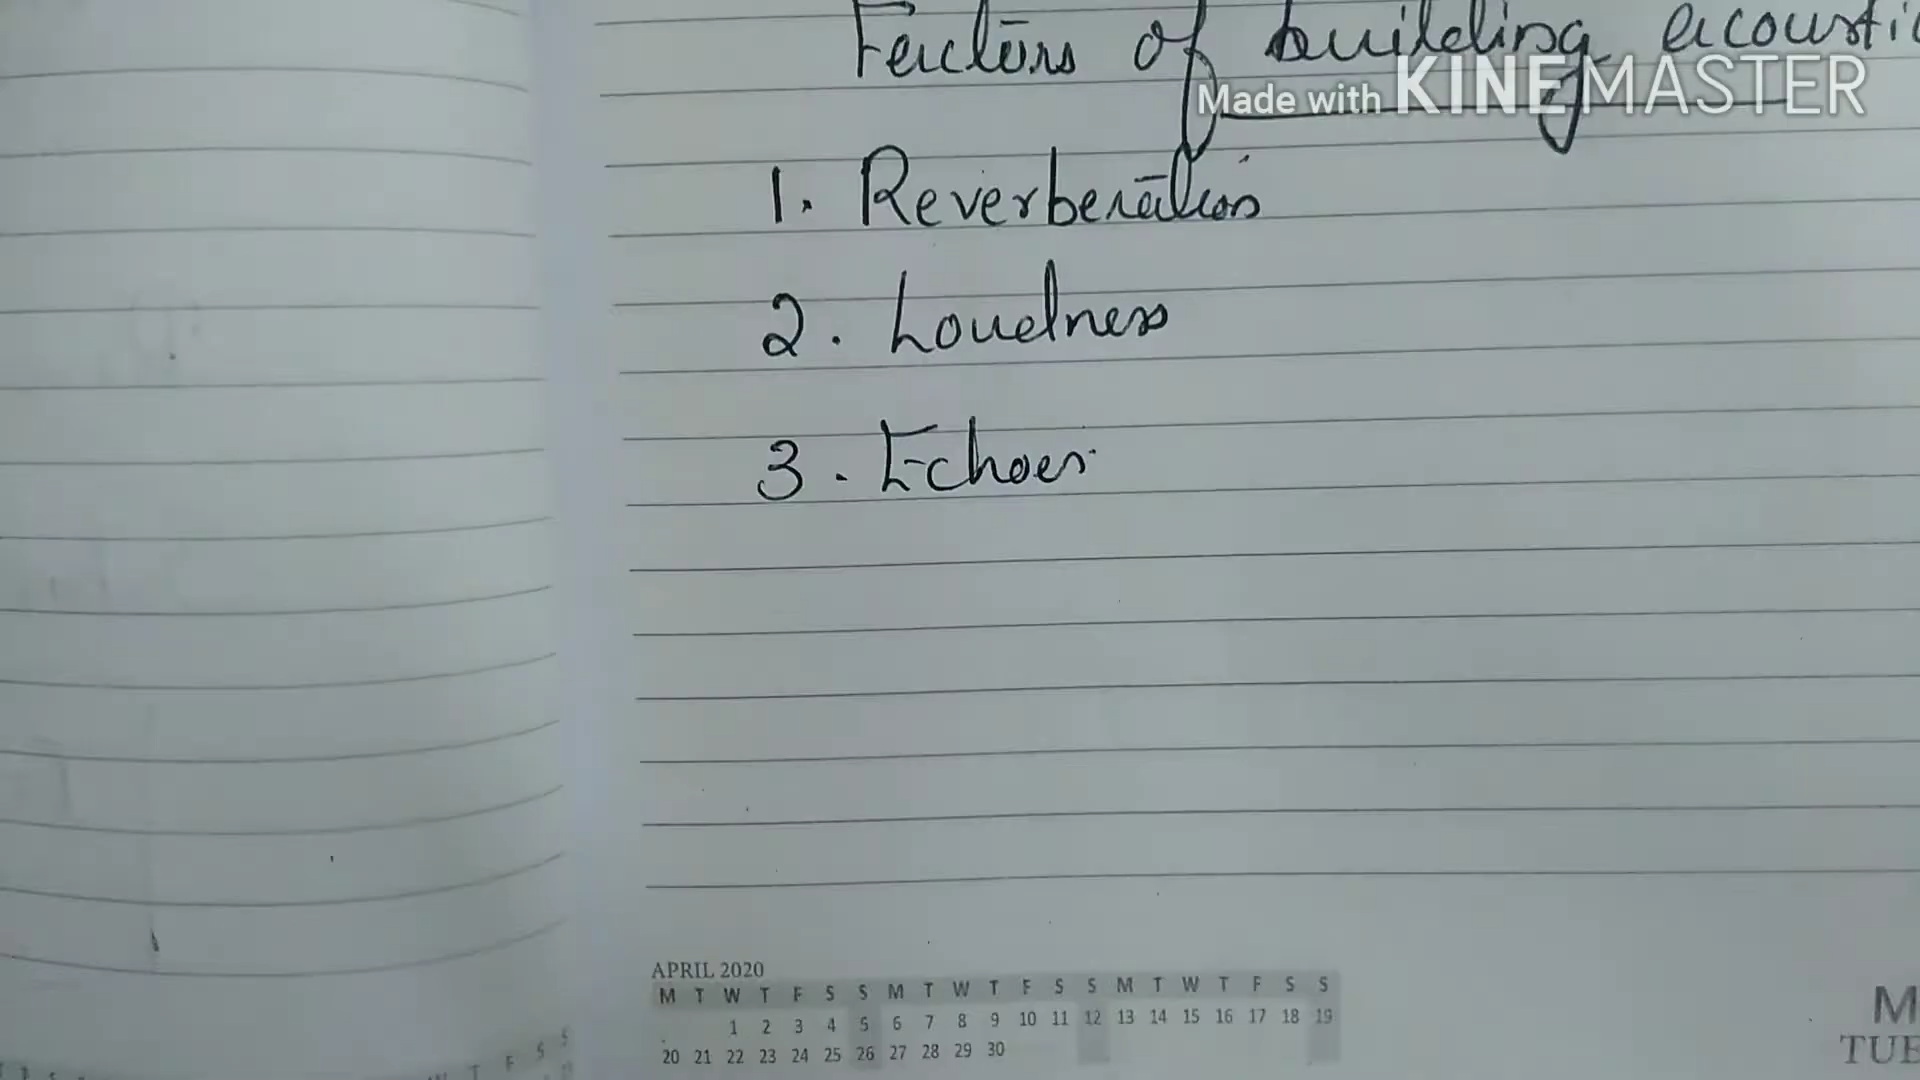 Factors of building acoustic
Made with KINEMASTER
1. Reverberation
2. Loudness
3. Echoes
APRIL 2020
M T W T F S S M T W T F S S M T W T F S S
1 2 3 4 5 6 7 8 9 10 11 12 13 14 15 16 17 18 19
20 21 22 23 24 25 26 27 28 29 30
M
TUE